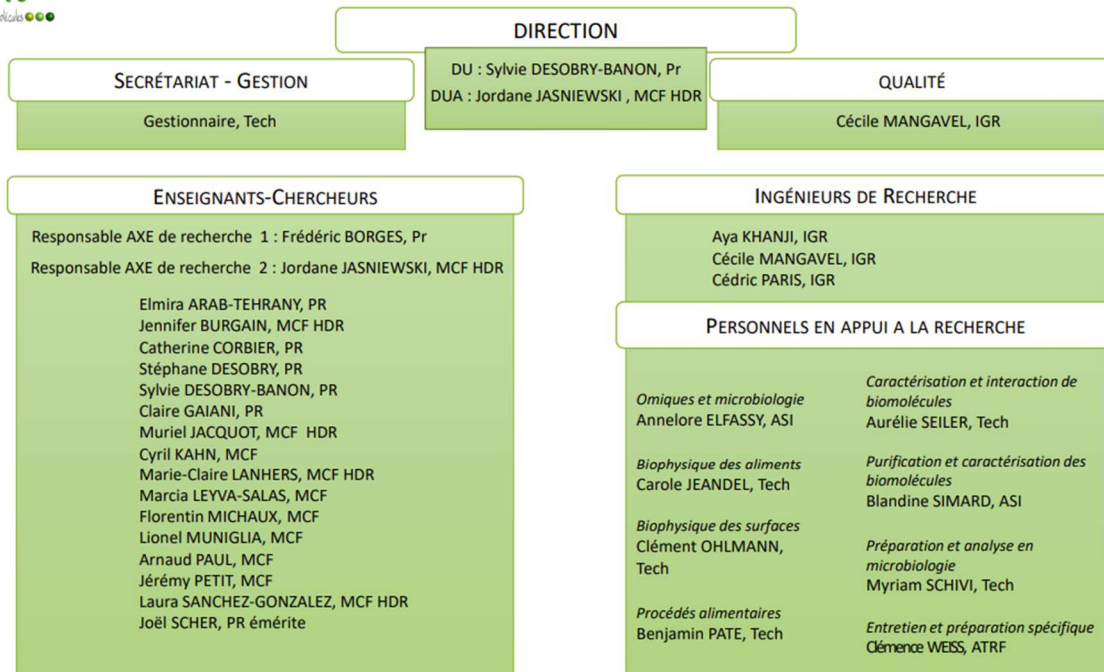 DIRECTION
DU : Sylvie DESOBRY-BANON, Pr
DUA : Jordane JASNIEWSKI , MCF HDR
SECRÉTARIAT - GESTION
Gestionnaire, Tech
QUALITÉ
Cécile MANGAVEL, IGR
ENSEIGNANTS-CHERCHEURS
Responsable AXE de recherche 1 : Frédéric BORGES, Pr
Responsable AXE de recherche 2 : Jordane JASNIEWSKI, MCF HDR
Elmira ARAB-TEHRANY, PR
Jennifer BURGAIN, MCF HDR
Catherine CORBIER, PR
Stéphane DESOBRY, PR
Sylvie DESOBRY-BANON, PR
Claire GAIANI, PR
Muriel JACQUOT, MCF HDR
Cyril KAHN, MCF
Marie-Claire LANHERS, MCF HDR
Marcia LEYVA-SALAS, MCF
Florentin MICHAUX, MCF
Lionel MUNIGLIA, MCF
Arnaud PAUL, MCF
Jérémy PETIT, MCF
Laura SANCHEZ-GONZALEZ, MCF HDR
Joël SCHER, PR émérite
INGÉNIEURS DE RECHERCHE
Aya KHANJI, IGR
Cécile MANGAVEL, IGR
Cédric PARIS, IGR
PERSONNELS EN APPUI A LA RECHERCHE
Omiques et microbiologie
Annelore ELFASSY, ASI
Biophysique des aliments
Carole JEANDEL, Tech
Biophysique des surfaces
Clément OHLMANN,
Tech
Procédés alimentaires
Benjamin PATE, Tech
Caractérisation et interaction de
biomolécules
Aurélie SEILER, Tech
Purification et caractérisation des
biomolécules
Blandine SIMARD, ASI
Préparation et analyse en
microbiologie
Myriam SCHIVI, Tech
Entretien et préparation spécifique
Clémence WEISS, ATRF